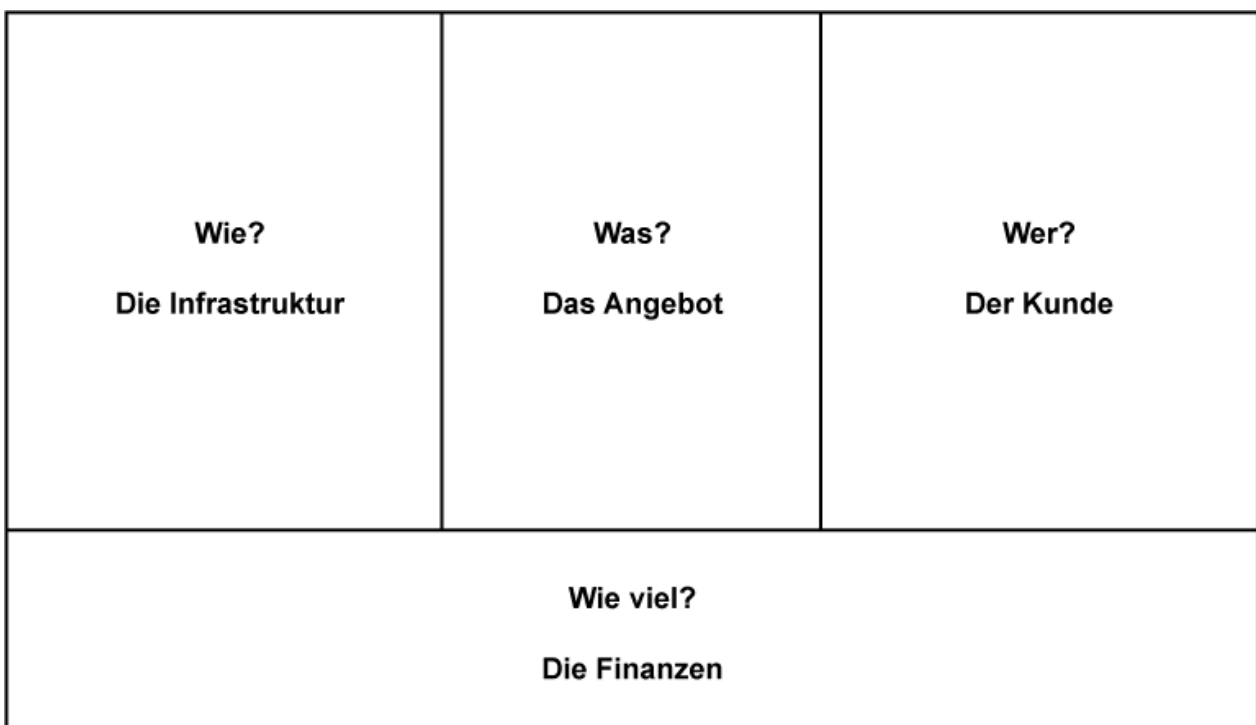 Wie?
Die Infrastruktur
Was?
Das Angebot
Wer?
Der Kunde
Wie viel?
Die Finanzen